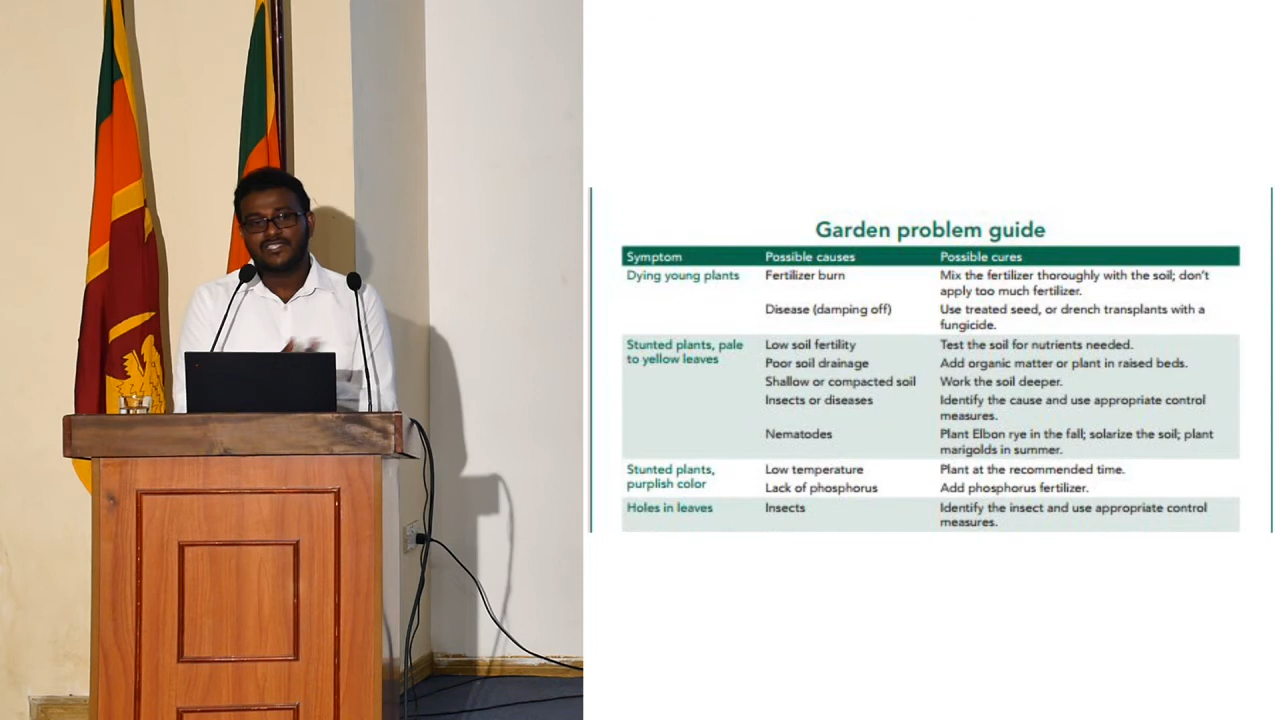 Garden problem guide
Symptom Possible causes Possible cures
Dying young plants Fertilizer burn Mix the fertilizer thoroughly with the soil; don't
apply too much fertilizer.
Disease (damping off) Use treated seed, or drench transplants with a
fungicide.
Stunted plants, pale Low soil fertility Test the soil for nutrients needed.
to yellow leaves Poor soil drainage Add organic matter or plant in raised beds.
Shallow or compacted soil Work the soil deeper.
Insects or diseases Identify the cause and use appropriate control
measures.
Nematodes Plant Elbon rye in the fall; solarize the soil; plant
marigolds in summer.
Stunted plants, Low temperature Plant at the recommended time.
purplish color Lack of phosphorus Add phosphorus fertilizer.
Holes in leaves Insects Identify the insect and use appropriate control
measures.